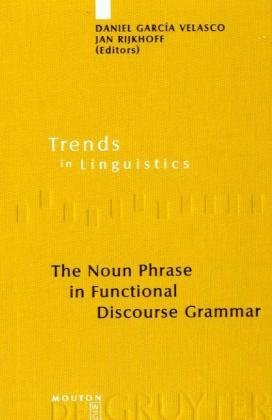 DANIEL GARCÍA VELASCO
JAN RIJKHOFF
(Editors)
Trends
in Linguistics
The Noun Phrase
in Functional
Discourse Grammar
MOUTON
DE GRUYTER